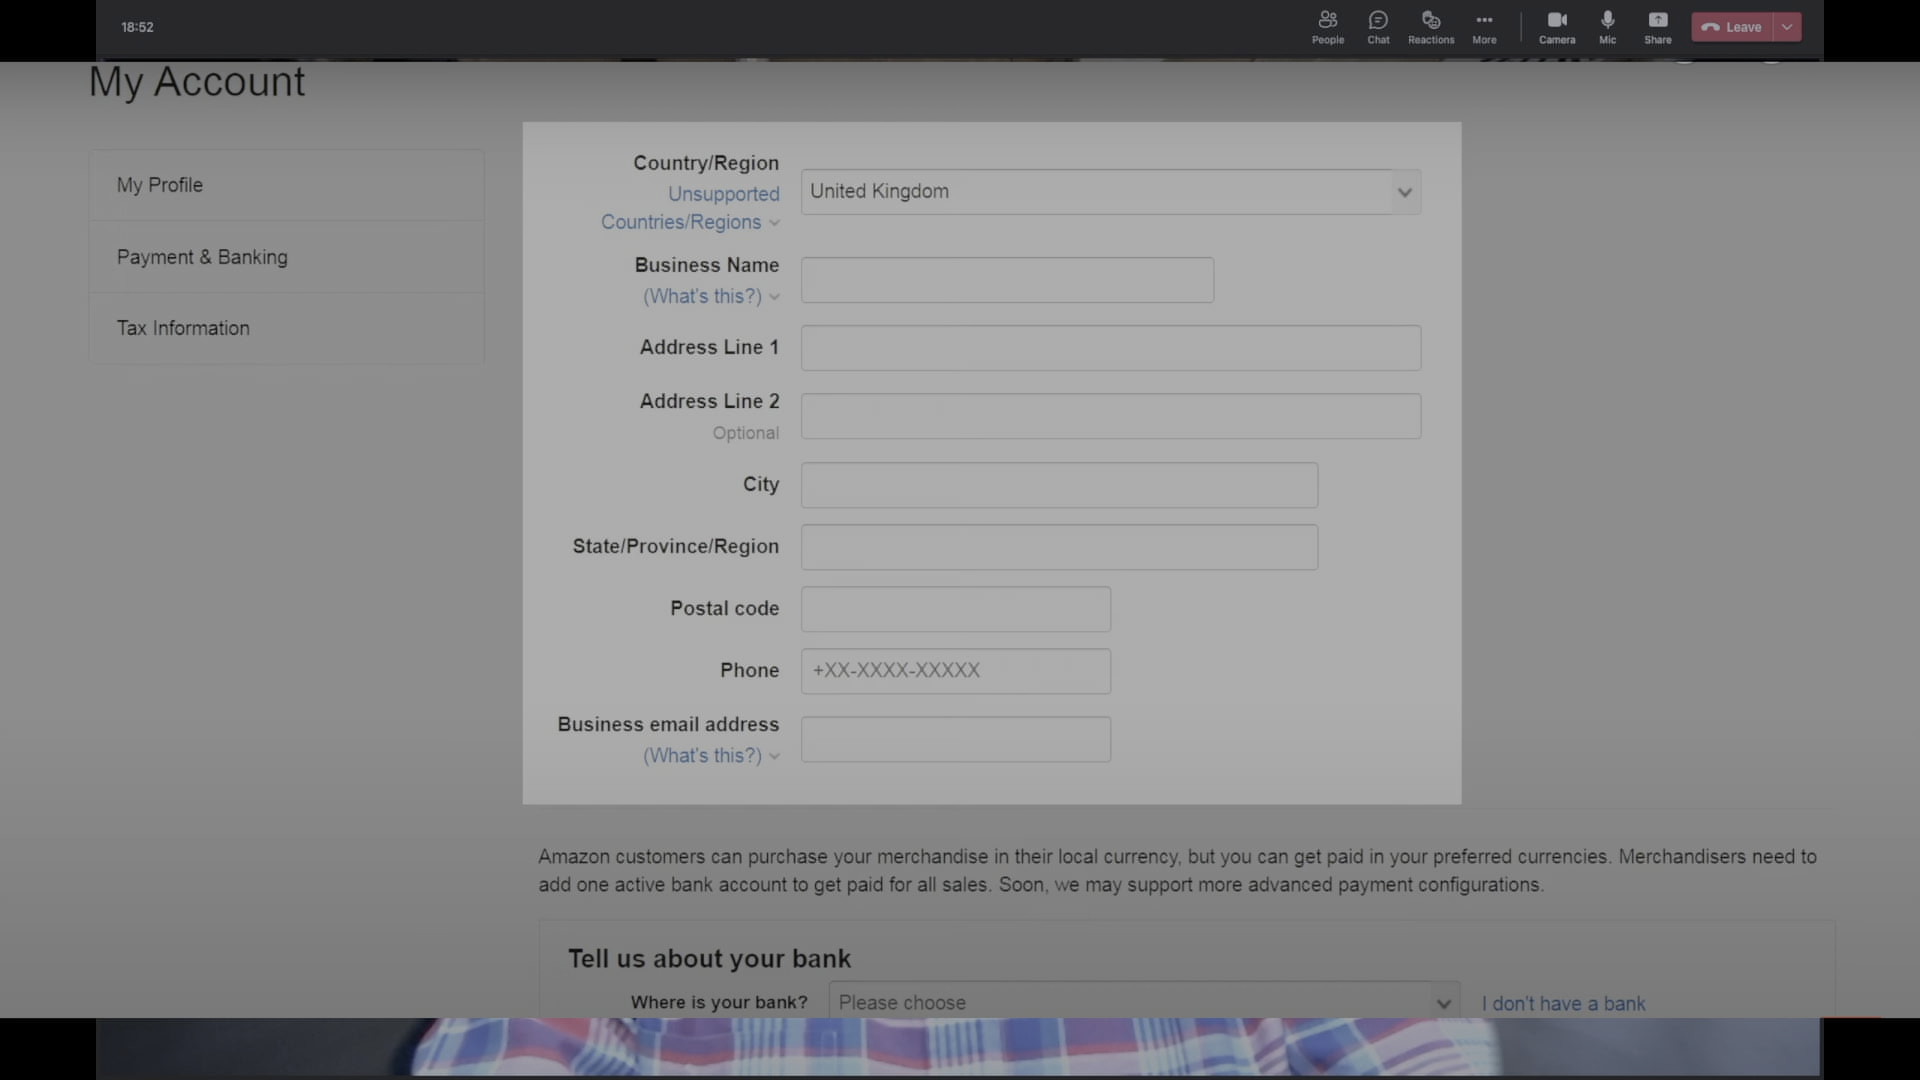 18:52
People
Chat
Reactions
More
Camera
Mic
Share
Leave
My Account
My Profile
Payment & Banking
Tax Information
Country/Region
Unsupported
Countries/Regions
United Kingdom
Business Name
(What's this?)
Address Line 1
Address Line 2
Optional
City
State/Province/Region
Postal code
Phone
+XX-XXXX-XXXXX
Business email address
(What's this?)
Amazon customers can purchase your merchandise in their local currency, but you can get paid in your preferred currencies. Merchandisers need to
add one active bank account to get paid for all sales. Soon, we may support more advanced payment configurations.
Tell us about your bank
Where is your bank?
Please choose
I don't have a bank